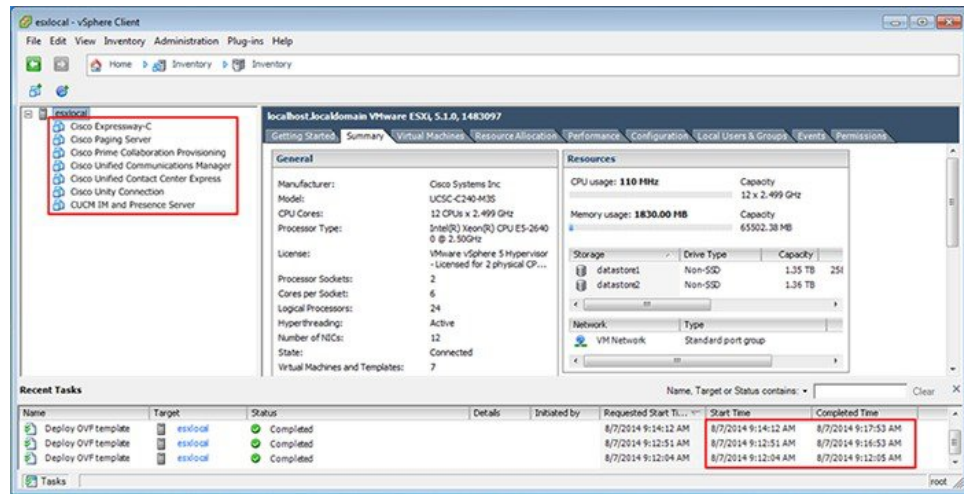 esxlocal - vSphere Client
File Edit View Inventory Administration Plug-ins Help
Home Inventory Inventory
esxlocal
Cisco Expressway-C
Cisco Paging Server
Cisco Prime Collaboration Provisioning
Cisco Unified Communications Manager
Cisco Unified Contact Center Express
Cisco Unity Connection
CUCM IM and Presence Server
localhost.localdomain VMware ESXi, 5.1.0, 1483097
Getting Started Summary Virtual Machines Resource Allocation Performance Configuration Local Users & Groups Events Permissions
General
Manufacturer: Cisco Systems Inc
Model: UCSC-C240-M3S
CPU Cores: 12 CPUs x 2.499 GHz
Processor Type: Intel(R) Xeon(R) CPU E5-2640
0 @ 2.50GHz
License: VMware vSphere 5 Hypervisor
- Licensed for 2 physical CP...
Processor Sockets: 2
Cores per Socket: 6
Logical Processors: 24
Hyperthreading: Active
Number of NICs: 12
State: Connected
Virtual Machines and Templates: 7
Resources
CPU usage: 110 MHz Capacity
12 x 2.499 GHz
Memory usage: 1830.00 MB Capacity
65502.38 MB
Storage Drive Type Capacity
datastore1 Non-SSD 1.35 TB 258
datastore2 Non-SSD 1.36 TB
Network Type
VM Network Standard port group
Recent Tasks Name, Target or Status contains: Clear
Name Target Status Details Initiated by Requested Start Ti... Start Time Completed Time
Deploy OVF template esxlocal Completed 8/7/2014 9:14:12 AM 8/7/2014 9:14:12 AM 8/7/2014 9:17:53 AM
Deploy OVF template esxlocal Completed 8/7/2014 9:12:51 AM 8/7/2014 9:12:51 AM 8/7/2014 9:16:53 AM
Deploy OVF template esxlocal Completed 8/7/2014 9:12:04 AM 8/7/2014 9:12:04 AM 8/7/2014 9:12:05 AM
Tasks root